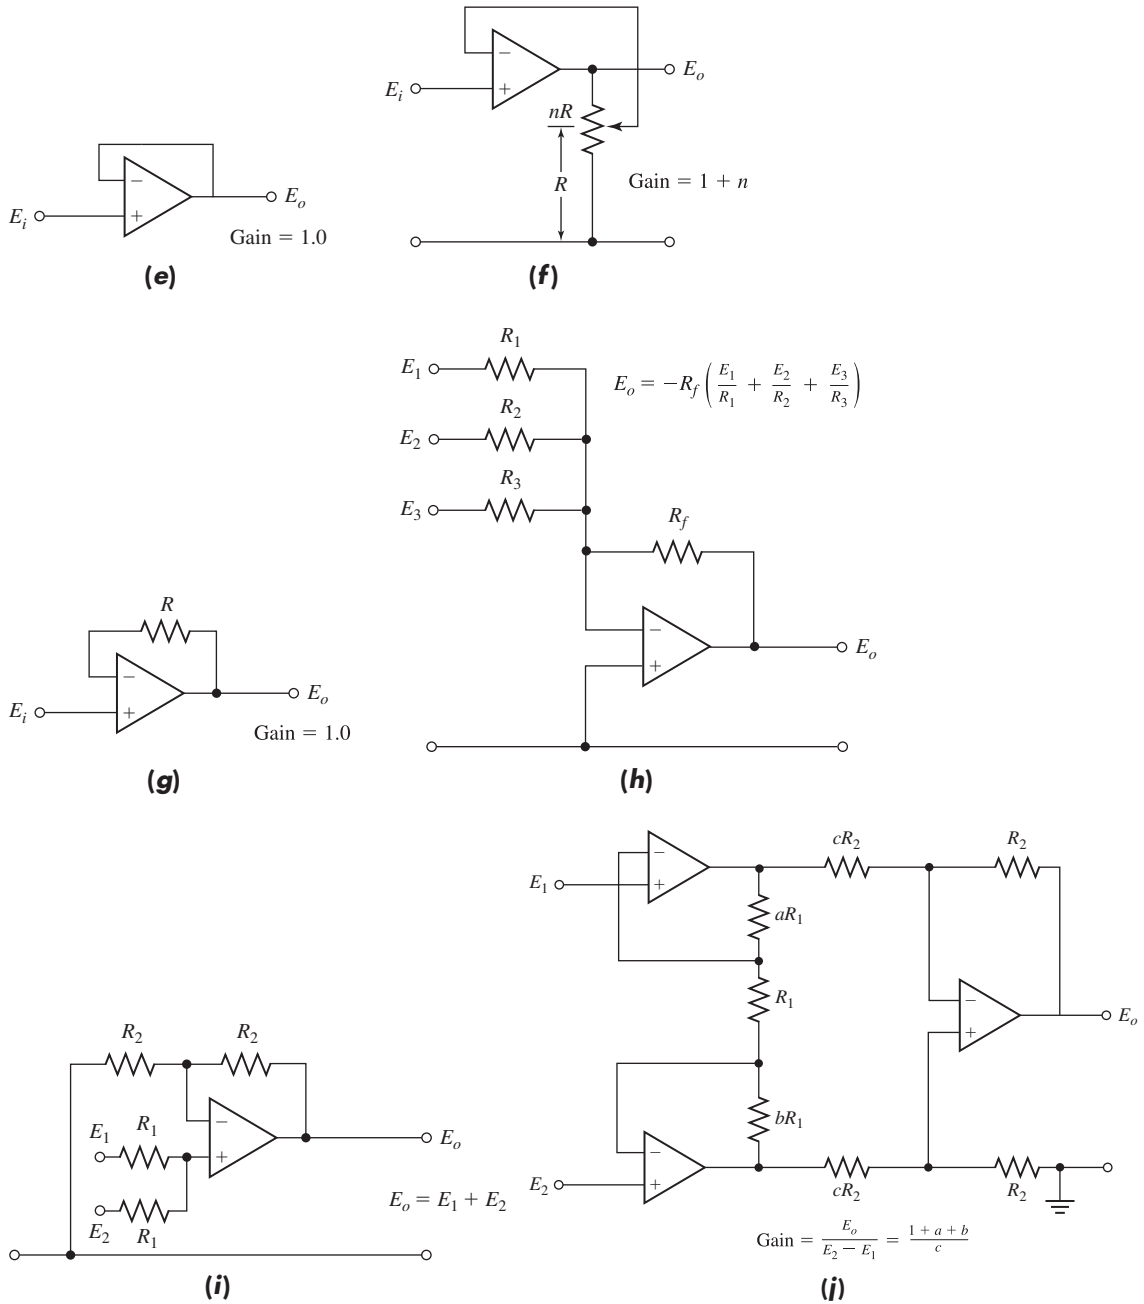 −
+
E_i
E_o
Gain = 1.0
(e)
−
+
E_i
E_o
nR
R
Gain = 1 + n
(f)
R
−
+
E_i
E_o
Gain = 1.0
(g)
R_1
E_1
R_2
E_2
R_3
E_3
E_o = −R_f (E_1/R_1 + E_2/R_2 + E_3/R_3)
R_f
−
+
E_o
(h)
R_2 R_2
E_1 R_1
−
+
E_o
E_2 R_1
E_o = E_1 + E_2
(i)
−
+
E_1
cR_2 R_2
aR_1
R_1
−
+
E_o
bR_1
−
+
E_2
cR_2 R_2
Gain = E_o/(E_2 − E_1) = (1 + a + b)/c
(j)